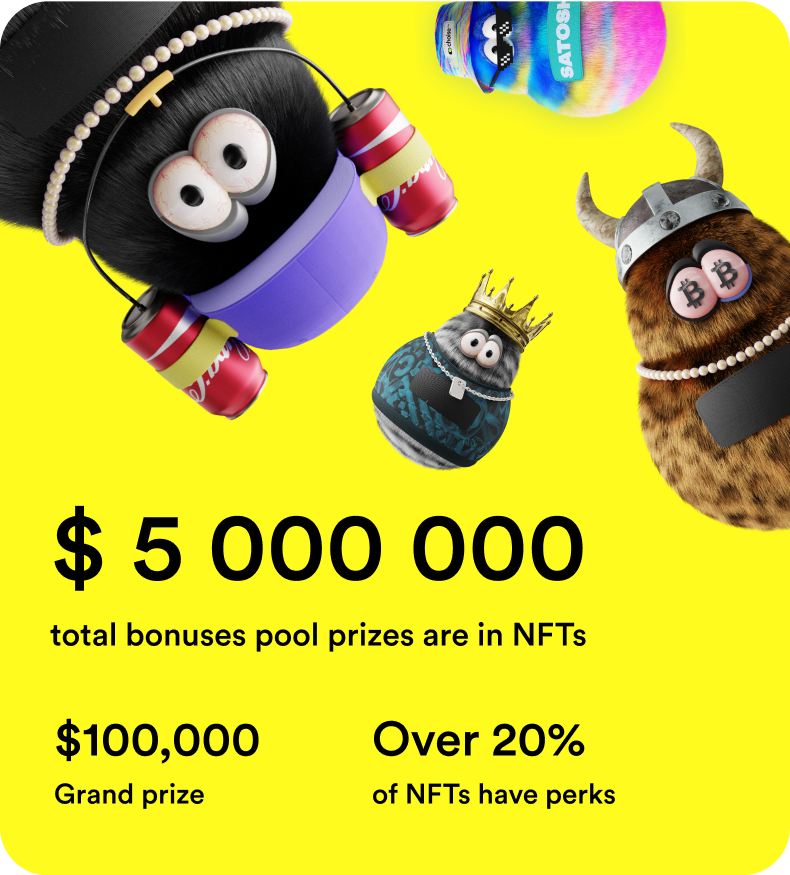 SATOSH
$ 5 000 000
total bonuses pool prizes are in NFTs
$100,000
Grand prize
Over 20%
of NFTs have perks